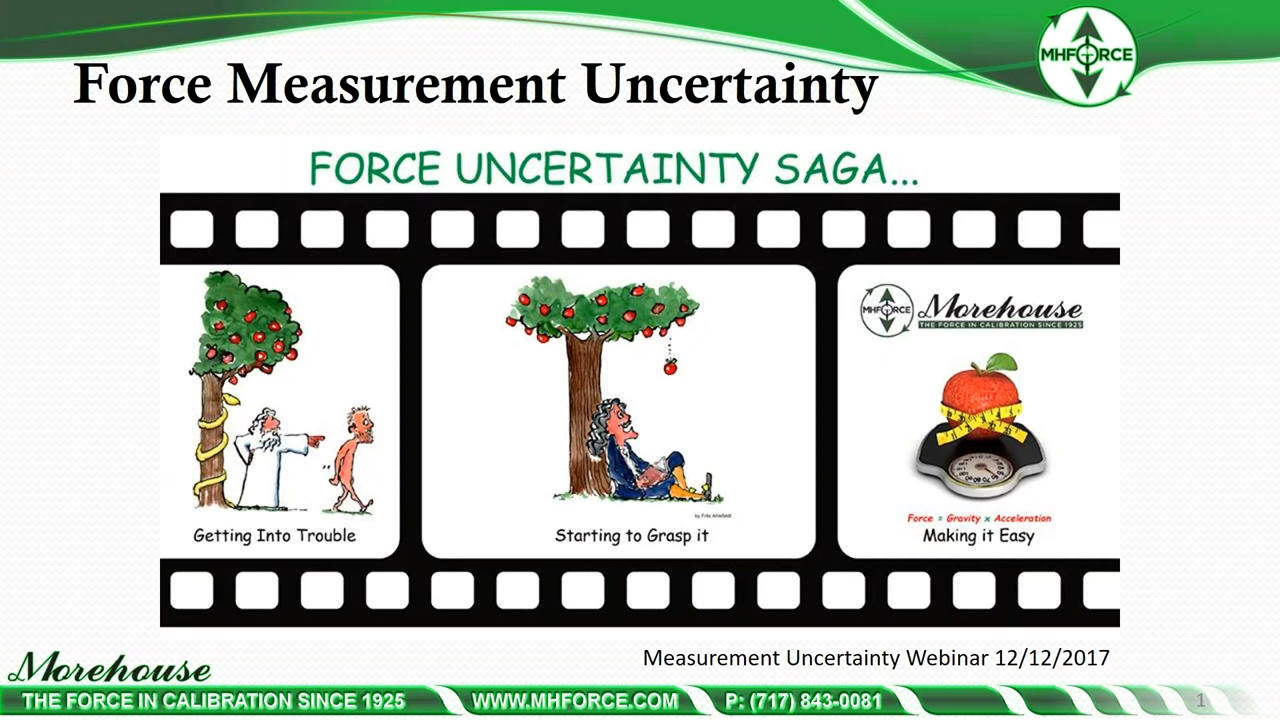 MHFORCE
Force Measurement Uncertainty
FORCE UNCERTAINTY SAGA...
MHFORCE
Morehouse
THE FORCE IN CALIBRATION SINCE 1925
Force = Gravity x Acceleration
Getting Into Trouble
Starting to Grasp it
Making it Easy
Measurement Uncertainty Webinar 12/12/2017
Morehouse
THE FORCE IN CALIBRATION SINCE 1925
WWW.MHFORCE.COM
P: (717) 843-0081
1